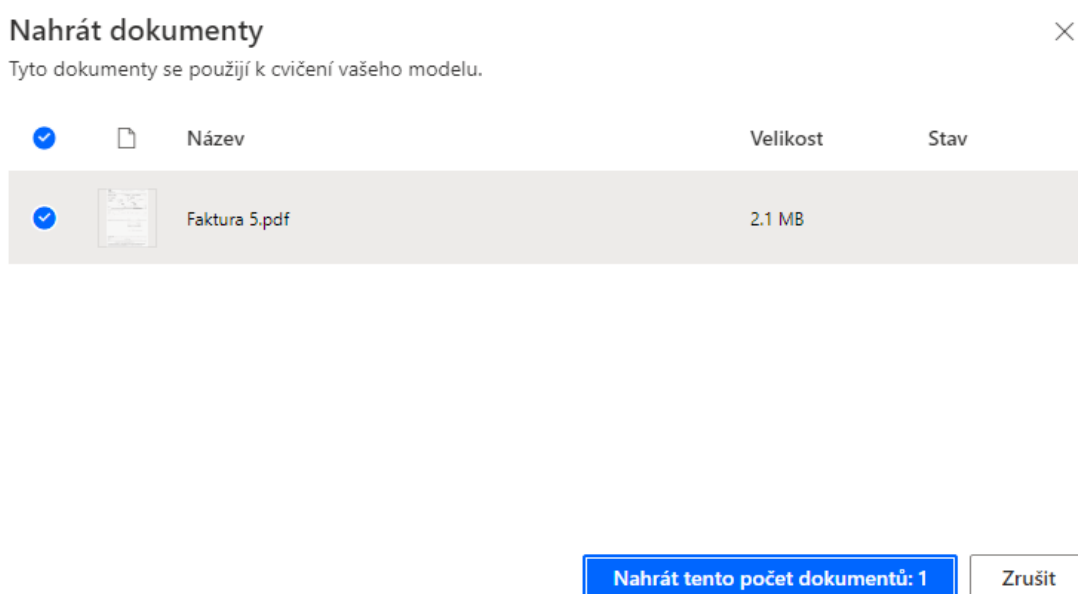 Nahrát dokumenty
Tyto dokumenty se použijí k cvičení vašeho modelu.
Název Velikost Stav
Faktura 5.pdf 2.1 MB
Nahrát tento počet dokumentů: 1 Zrušit